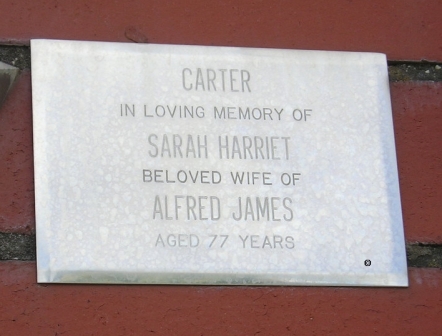 CARTER
IN LOVING MEMORY OF
SARAH HARRIET
BELOVED WIFE OF
ALFRED JAMES
AGED 77 YEARS